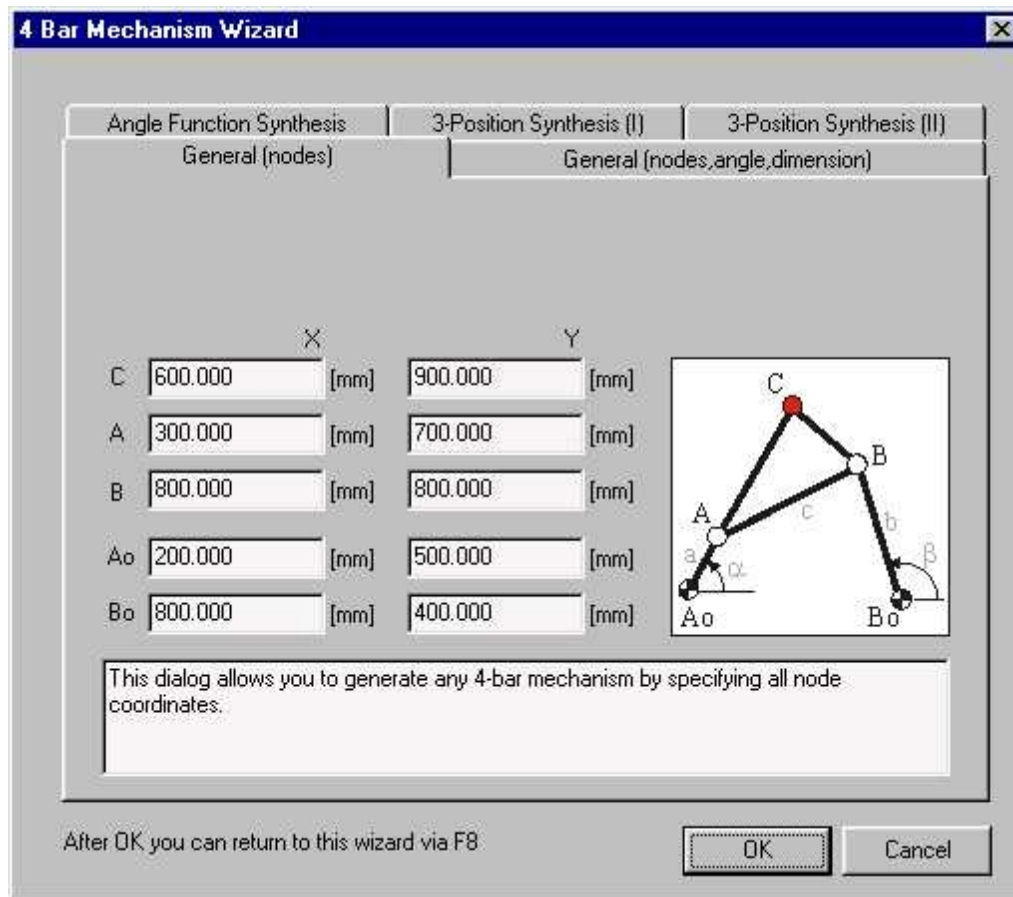 4 Bar Mechanism Wizard
Angle Function Synthesis 3-Position Synthesis (I) 3-Position Synthesis (II)
General (nodes) General (nodes,angle,dimension)
X Y
C 600.000 [mm] 900.000 [mm]
A 300.000 [mm] 700.000 [mm]
B 800.000 [mm] 800.000 [mm]
Ao 200.000 [mm] 500.000 [mm]
Bo 800.000 [mm] 400.000 [mm]
C
B
A
c
b
a
α
β
Ao
Bo
This dialog allows you to generate any 4-bar mechanism by specifying all node
coordinates.
After OK you can return to this wizard via F8
OK Cancel